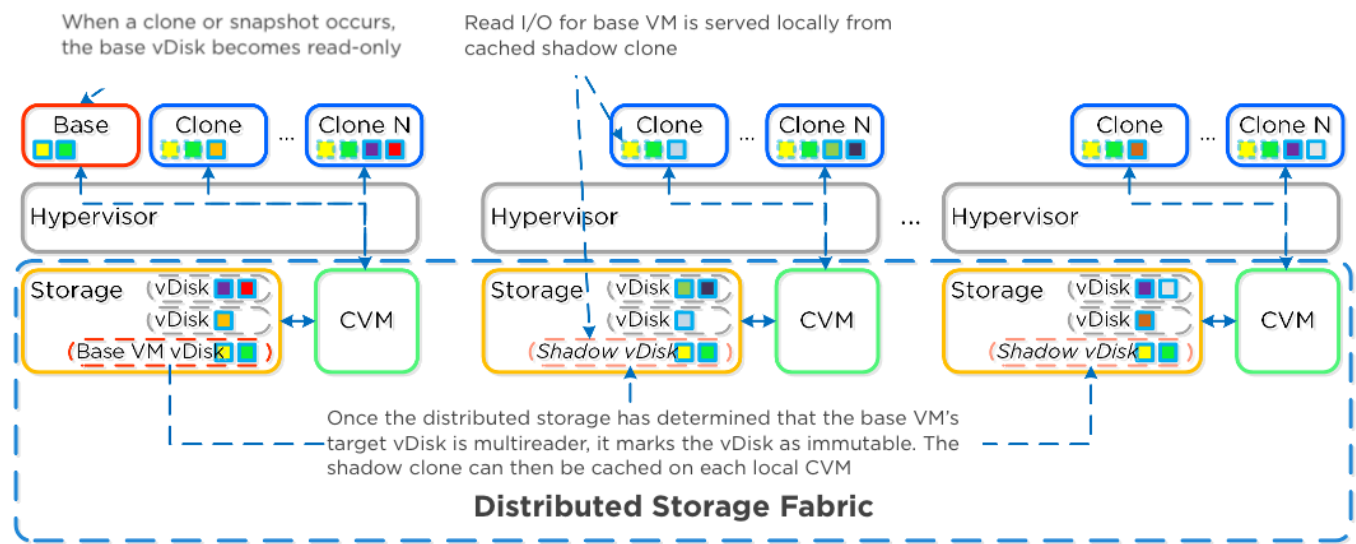 When a clone or snapshot occurs,
the base vDisk becomes read-only
Read I/O for base VM is served locally from
cached shadow clone
Base
Clone
...
Clone N
Clone
...
Clone N
Clone
...
Clone N
Hypervisor
Hypervisor
...
Hypervisor
Storage
vDisk
vDisk
Base VM vDisk
CVM
Storage
vDisk
vDisk
Shadow vDisk
CVM
Storage
vDisk
vDisk
Shadow vDisk
CVM
Once the distributed storage has determined that the base VM's
target vDisk is multireader, it marks the vDisk as immutable. The
shadow clone can then be cached on each local CVM
Distributed Storage Fabric